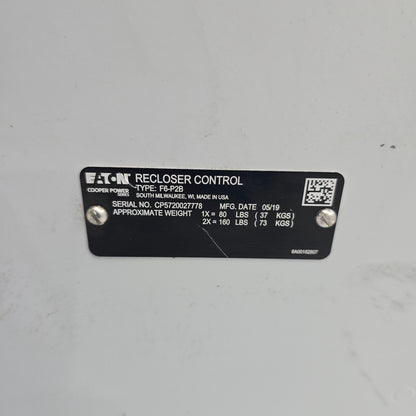 EATON RECLOSER CONTROL
COOPER POWER SERIES
TYPE: F6-P2B
SOUTH MILWAUKEE, WI, MADE IN USA
SERIAL NO. CP5720027778 MFG. DATE 05/19
APPROXIMATE WEIGHT 1X= 80 LBS ( 37 KGS)
2X= 160 LBS ( 73 KGS)